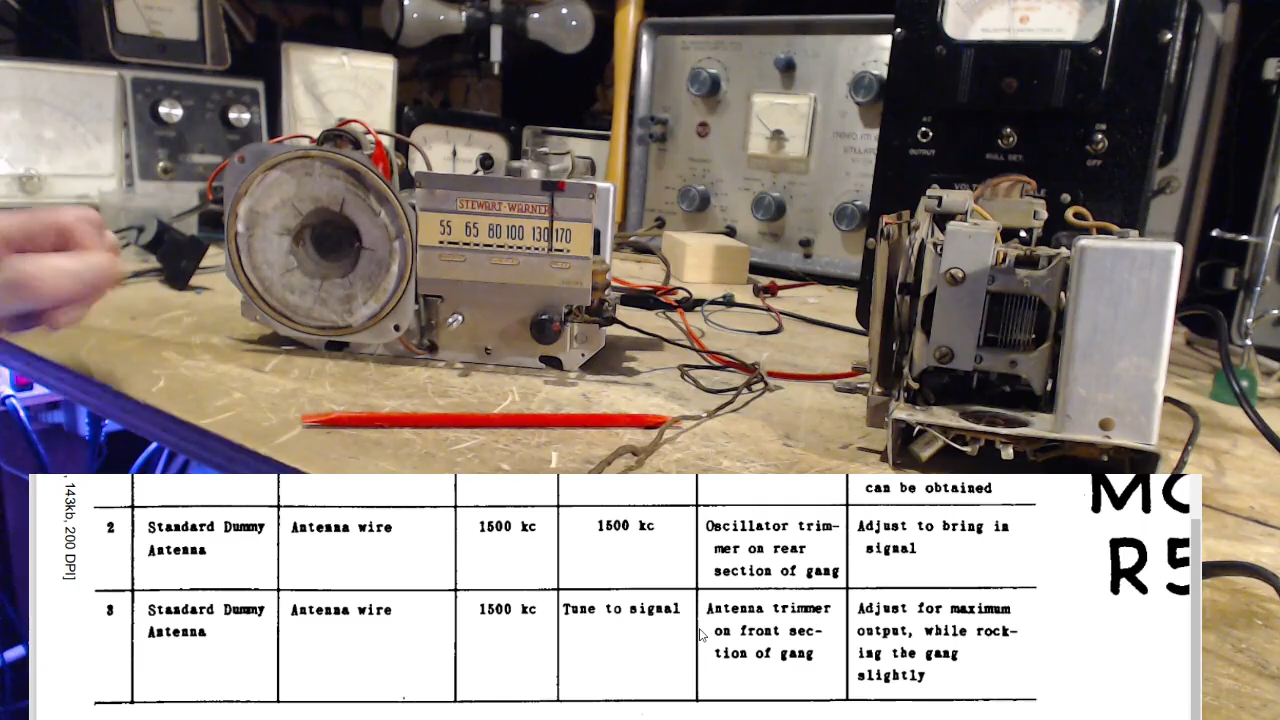 STEWART-WARNER
55 65 80 100 130 170
AC
OUTPUT
NULL SET.
ON
OFF
, 143kb, 200 DPI]
can be obtained
2 Standard Dummy Antenna wire 1500 kc 1500 kc Oscillator trim- Adjust to bring in
Antenna mer on rear signal
section of gang
3 Standard Dummy Antenna wire 1500 kc Tune to signal Antenna trimmer Adjust for maximum
Antenna on front sec- output, while rock-
tion of gang ing the gang
slightly
R5